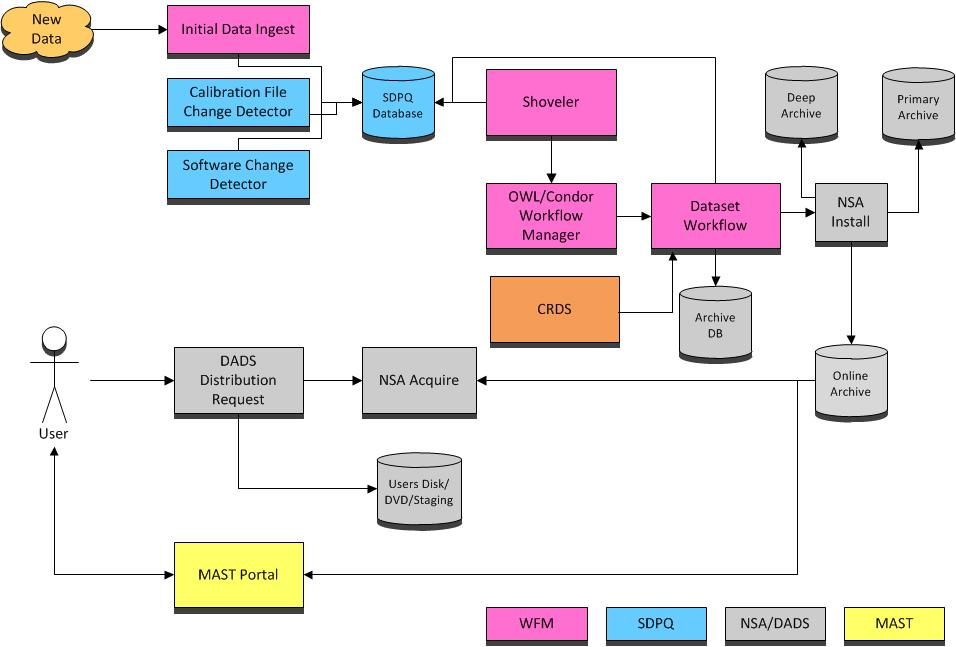 New
Data
Initial Data Ingest
Calibration File
Change Detector
Software Change
Detector
SDPQ
Database
Shoveler
Deep
Archive
Primary
Archive
OWL/Condor
Workflow
Manager
Dataset
Workflow
NSA
Install
CRDS
Archive
DB
User
DADS
Distribution
Request
NSA Acquire
Online
Archive
Users Disk/
DVD/Staging
MAST Portal
WFM
SDPQ
NSA/DADS
MAST